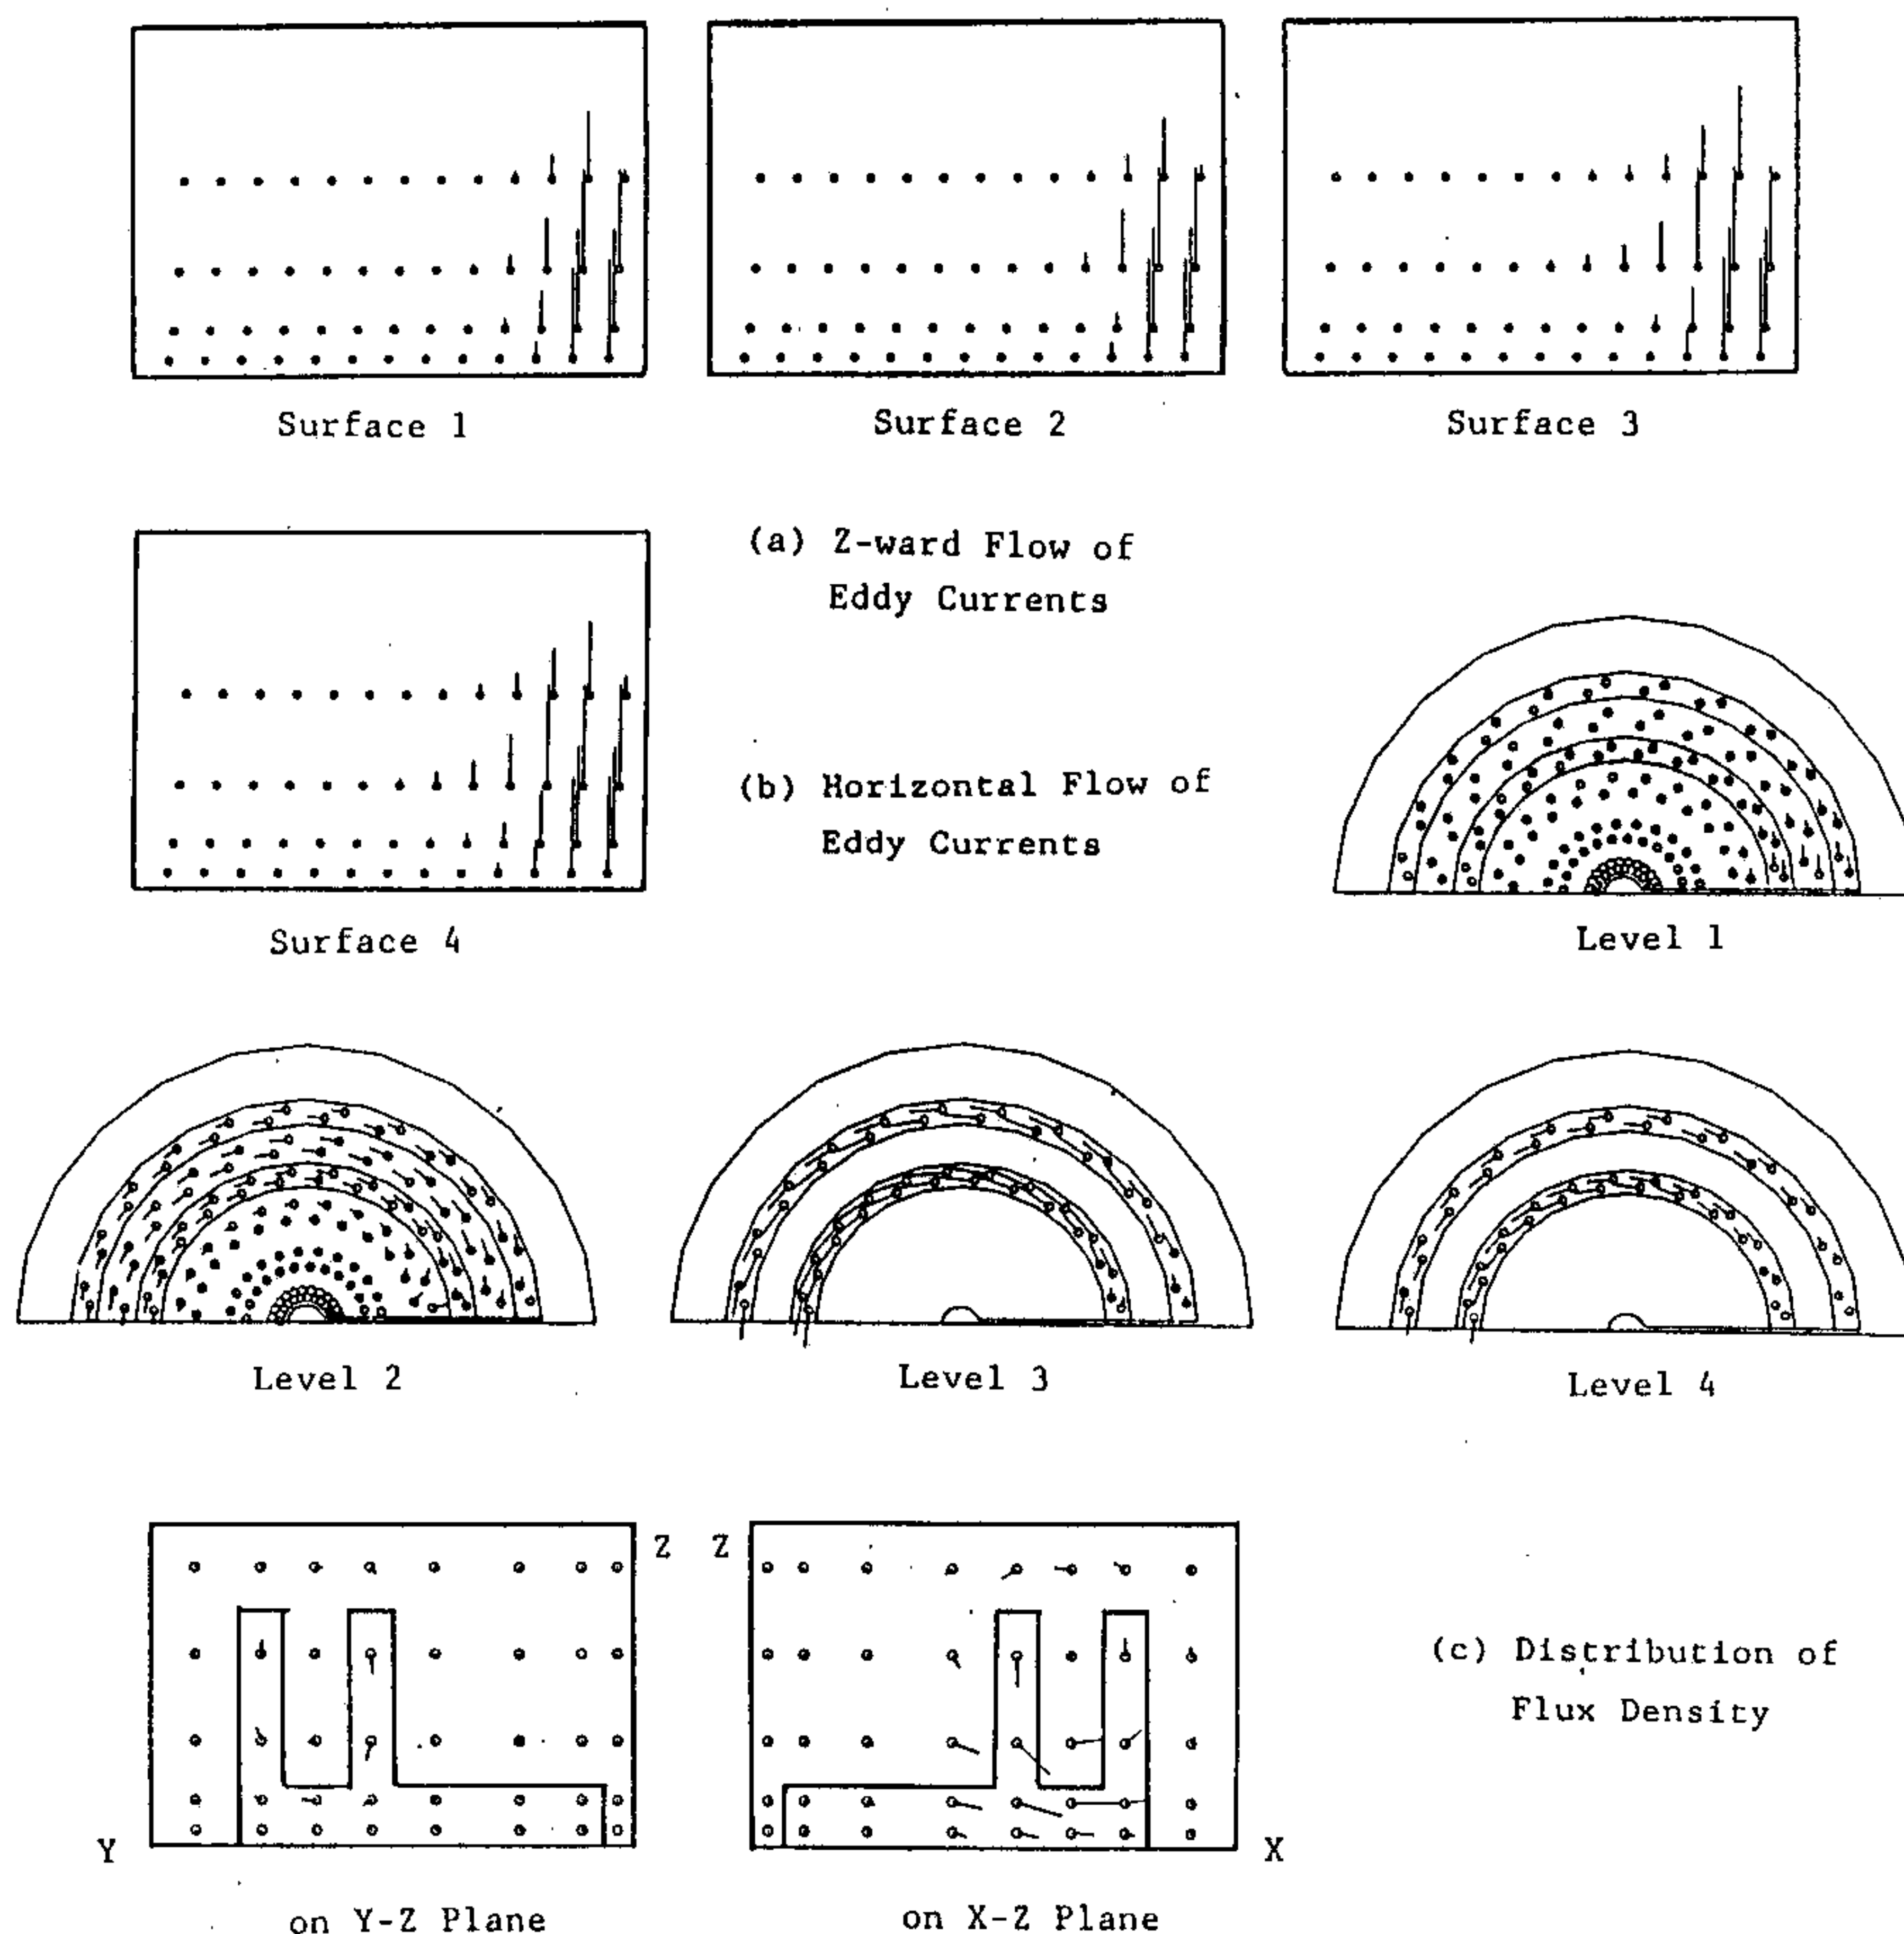 Surface 1
Surface 2
Surface 3
(a) Z-ward Flow of
Eddy Currents
Surface 4
(b) Horizontal Flow of
Eddy Currents
Level 1
Level 2
Level 3
Level 4
Z
Z
Y
X
(c) Distribution of
Flux Density
on Y-Z Plane
on X-Z Plane